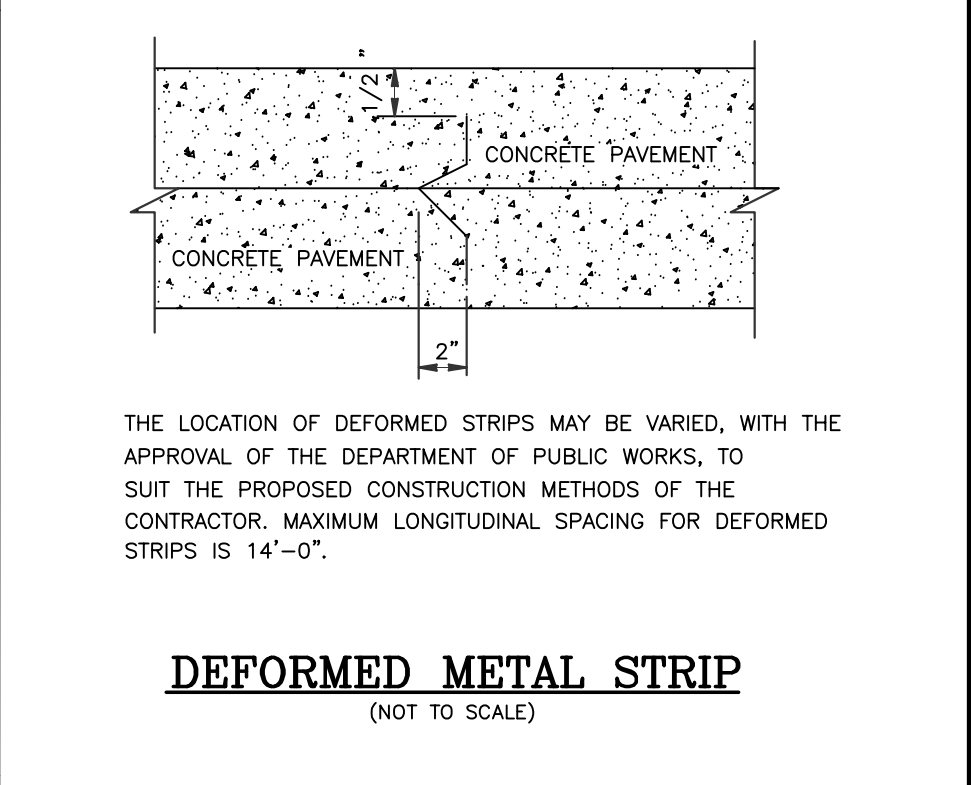 1/2"
CONCRETE PAVEMENT
CONCRETE PAVEMENT
2"
THE LOCATION OF DEFORMED STRIPS MAY BE VARIED, WITH THE
APPROVAL OF THE DEPARTMENT OF PUBLIC WORKS, TO
SUIT THE PROPOSED CONSTRUCTION METHODS OF THE
CONTRACTOR. MAXIMUM LONGITUDINAL SPACING FOR DEFORMED
STRIPS IS 14'-0".
DEFORMED METAL STRIP
(NOT TO SCALE)